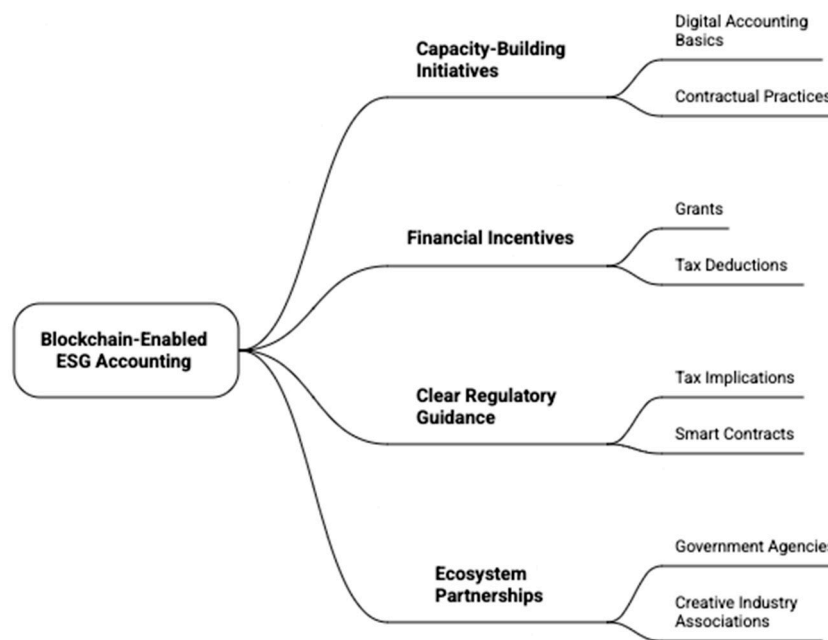 Blockchain-Enabled
ESG Accounting
Capacity-Building
Initiatives
Digital Accounting
Basics
Contractual Practices
Financial Incentives
Grants
Tax Deductions
Clear Regulatory
Guidance
Tax Implications
Smart Contracts
Ecosystem
Partnerships
Government Agencies
Creative Industry
Associations